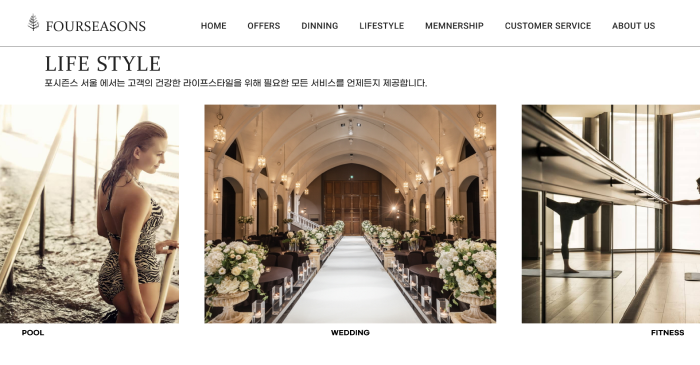 FOURSEASONS
HOME OFFERS DINNING LIFESTYLE MEMNERSHIP CUSTOMER SERVICE ABOUT US
LIFE STYLE
포시즌스 서울 에서는 고객의 건강한 라이프스타일을 위해 필요한 모든 서비스를 언제든지 제공합니다.
POOL WEDDING FITNESS